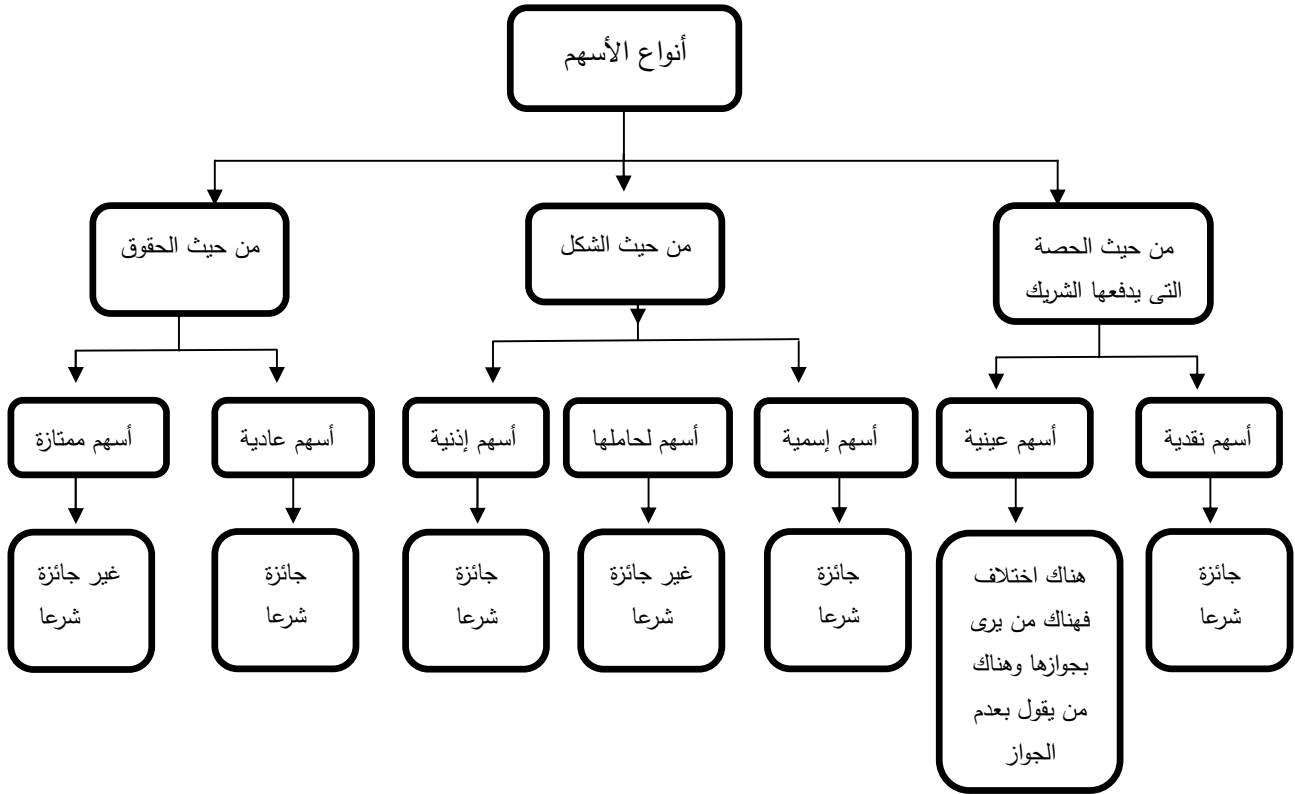 أنواع الأسهم
من حيث الحصة
التى يدفعها الشريك
من حيث الشكل
من حيث الحقوق
أسهم نقدية
أسهم عينية
أسهم إسمية
أسهم لحاملها
أسهم إذنية
أسهم عادية
أسهم ممتازة
جائزة
شرعا
هناك اختلاف
فهناك من يرى
بجوازها وهناك
من يقول بعدم
الجواز
جائزة
شرعا
غير جائزة
شرعا
جائزة
شرعا
جائزة
شرعا
غير جائزة
شرعا